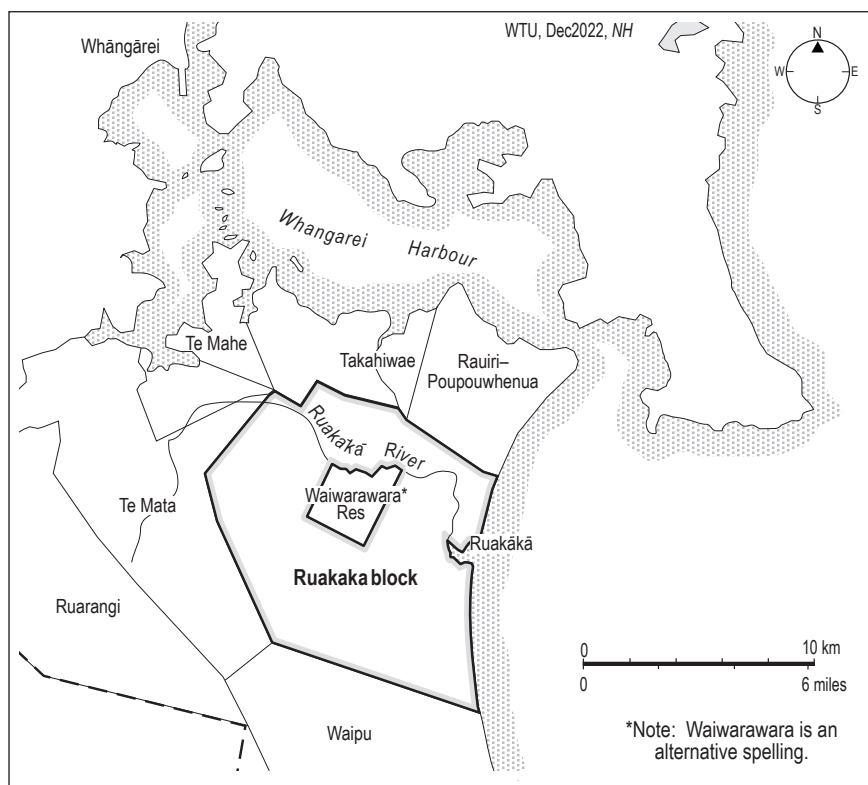 WTU, Dec2022, NH
N
W E
S
Whāngārei
Whangarei Harbour
Te Mahe
Takahiwae
Rauiri–
Poupouwhenua
Ruakākā River
Waiwarawara*
Res
Te Mata
Ruakākā
Ruakaka block
Ruarangi
0 10 km
0 6 miles
Waipu
*Note: Waiwarawara is an
alternative spelling.